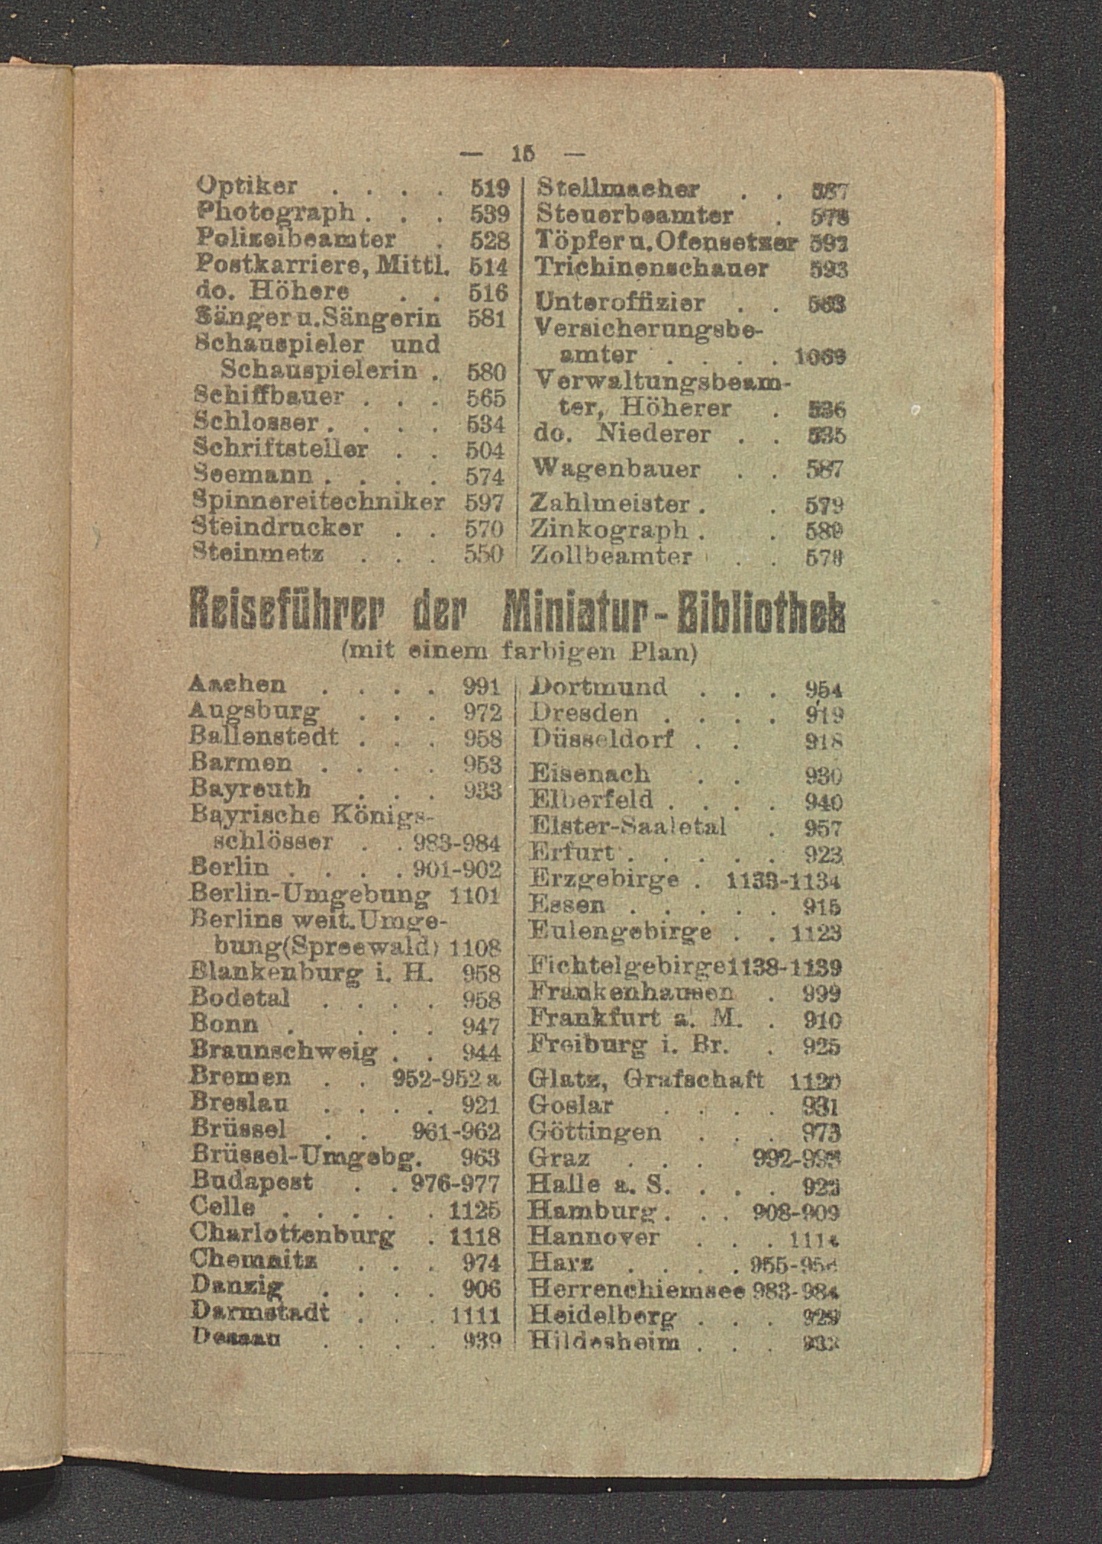 — 15 —
Optiker . . . . 519
Photograph . . . 539
Polizeibeamter . 528
Postkarriere, Mittl. 514
do. Höhere . . 516
Sänger u. Sängerin 581
Schauspieler und
Schauspielerin . 580
Schiffbauer . . . 565
Schlosser . . . . 534
Schriftsteller . . 504
Seemann . . . . 574
Spinnereitechniker 597
Steindrucker . . 570
Steinmetz . . . 550
Stellmacher . . 587
Steuerbeamter . 578
Töpfer u. Ofensetzer 592
Trichinenschauer 593
Unteroffizier . .
Versicherungsbe-
amter . . . . 1069
Verwaltungsbeam-
ter, Höherer . 536
do. Niederer . . 535
Wagenbauer . . 587
Zahlmeister . . 579
Zinkograph . . 589
Zollbeamter . . 578
Reiseführer der Miniatur-Bibliothek
(mit einem farbigen Plan)
Aachen . . . . 991
Augsburg . . . 972
Ballenstedt . . . 958
Barmen . . . . 953
Bayreuth . . . 933
Bayrische Königs-
schlösser . . 983-984
Berlin . . . . 901-902
Berlin-Umgebung 1101
Berlins weit. Umge-
bung (Spreewald) 1108
Blankenburg i. H. 958
Bodetal . . . . 958
Bonn . . . . 947
Braunschweig . . 944
Bremen . . 952-952 a
Breslau . . . . 921
Brüssel . . 961-962
Brüssel-Umgebg. 963
Budapest . . 976-977
Celle . . . . . 1125
Charlottenburg . 1118
Chemnitz . . . 974
Danzig . . . . 906
Darmstadt . . . 1111
Dessau . . . . 939
Dortmund . . . 954
Dresden . . . . 919
Düsseldorf . . 918
Eisenach . . 930
Elberfeld . . . . 940
Elster-Saaletal . 957
Erfurt . . . . . 923
Erzgebirge . 1133-1134
Essen . . . . . 915
Eulengebirge . . 1123
Fichtelgebirge 1138-1139
Frankenhausen . 999
Frankfurt a. M. . 910
Freiburg i. Br. . 925
Glatz, Grafschaft 1120
Goslar . . . . 931
Göttingen . . . 973
Graz . . . 992-993
Halle a. S. . . .
Hamburg . . . 908-909
Hannover . . . 1114
Harz . . . . 955-956
Herrenchiemsee 983-984
Heidelberg . . . 929
Hildesheim . . .